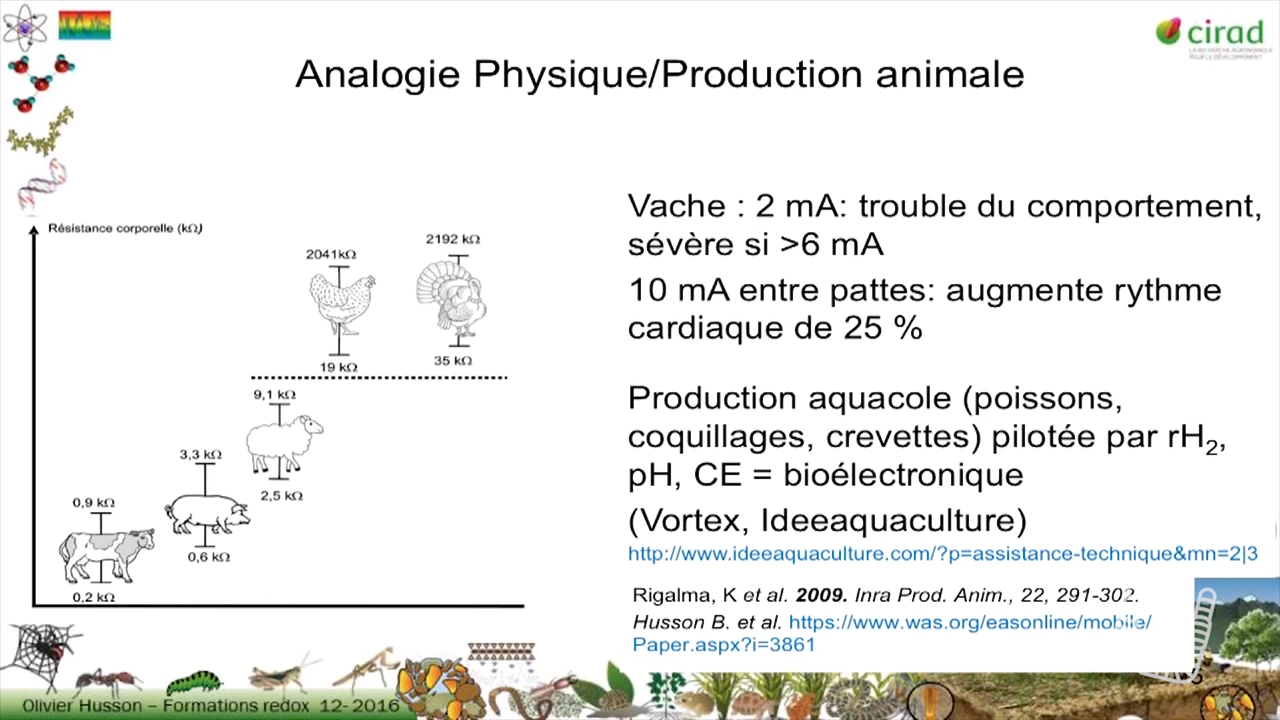 cirad
LA RECHERCHE AGRONOMIQUE
POUR LE DÉVELOPPEMENT
Analogie Physique/Production animale
Résistance corporelle (kΩ)
2041kΩ
2192 kΩ
19 kΩ
35 kΩ
9,1 kΩ
2,5 kΩ
3,3 kΩ
0,6 kΩ
0,9 kΩ
0,2 kΩ
Vache : 2 mA: trouble du comportement,
sévère si >6 mA
10 mA entre pattes: augmente rythme
cardiaque de 25 %
Production aquacole (poissons,
coquillages, crevettes) pilotée par rH₂,
pH, CE = bioélectronique
(Vortex, Ideeaquaculture)
http://www.ideeaquaculture.com/?p=assistance-technique&mn=2|3
Rigalma, K et al. 2009. Inra Prod. Anim., 22, 291-302.
Husson B. et al. https://www.was.org/easonline/mobile/
Paper.aspx?i=3861
Olivier Husson – Formations redox 12- 2016